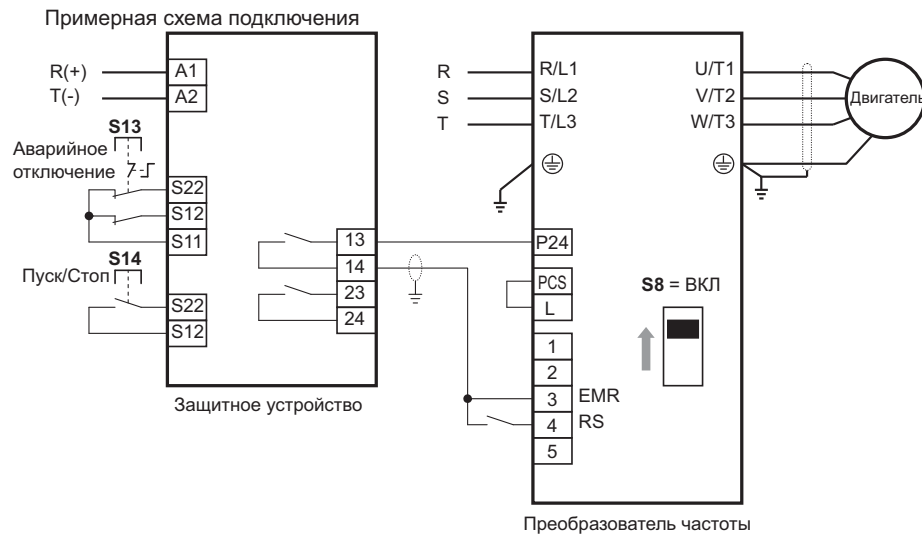 Примерная схема подключения
R(+)
A1
T(-)
A2
S13
Аварийное
отключение
S22
S12
S11
S14
Пуск/Стоп
S22
S12
13
14
23
24
Защитное устройство
R
R/L1
S
S/L2
T
T/L3
U/T1
V/T2
W/T3
Двигатель
P24
PCS
L
S8 = ВКЛ
1
2
3
EMR
4
RS
5
Преобразователь частоты